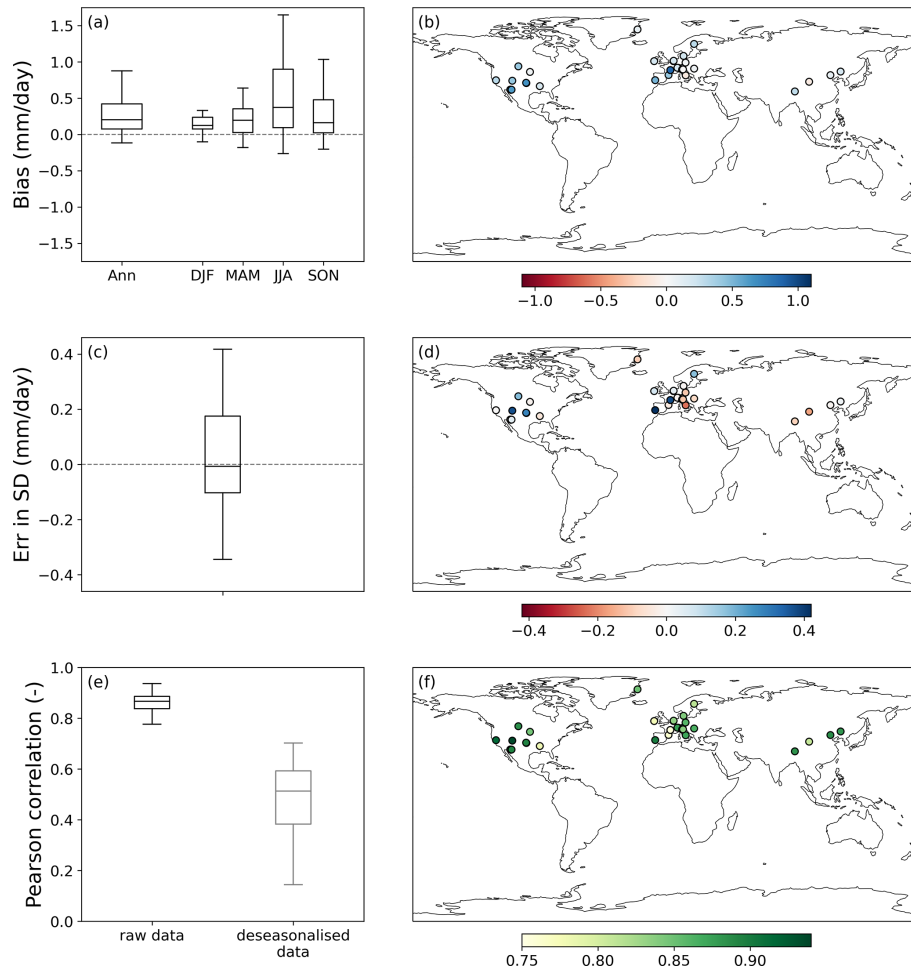 (a)
Bias (mm/day)
1.5
1.0
0.5
0.0
−0.5
−1.0
−1.5
Ann DJF MAM JJA SON
(b)
−1.0 −0.5 0.0 0.5 1.0
(c)
Err in SD (mm/day)
0.4
0.2
0.0
−0.2
−0.4
(d)
−0.4 −0.2 0.0 0.2 0.4
(e)
Pearson correlation (-)
1.0
0.8
0.6
0.4
0.2
0.0
raw data deseasonalised
data
(f)
0.75 0.80 0.85 0.90